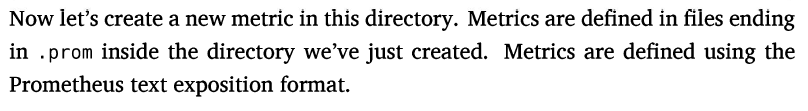 Now let’s create a new metric in this directory. Metrics are defined in files ending
in .prom inside the directory we’ve just created. Metrics are defined using the
Prometheus text exposition format.